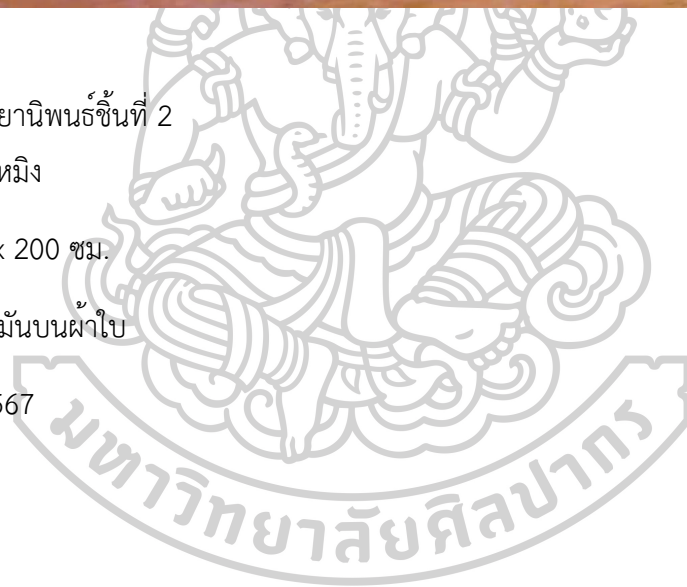 ยานิพนธ์ชิ้นที่ 2
หมิง
x 200 ซม.
มันบนผ้าใบ
567
มหาวิทยาลัยศิลปากร